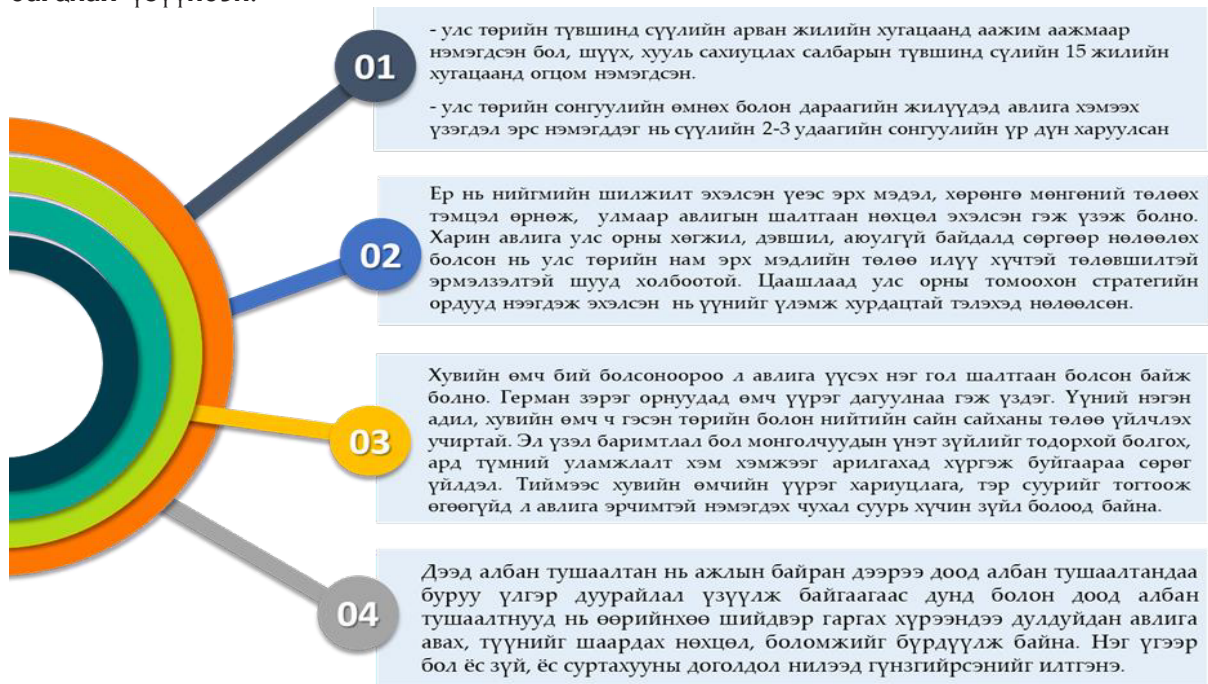 01
- улс төрийн түвшинд сүүлийн арван жилийн хугацаанд аажим аажмаар
нэмэгдсэн бол, шүүх, хууль сахиуцлах салбарын түвшинд сүлийн 15 жилийн
хугацаанд огцом нэмэгдсэн.
- улс төрийн сонгуулийн өмнөх болон дараагийн жилүүдэд авлига хэмээх
үзэгдэл эрс нэмэгддэг нь сүүлийн 2-3 удаагийн сонгуулийн үр дүн харуулсан
02
Ер нь нийгмийн шилжилт эхэлсэн үеэс эрх мэдэл, хөрөнгө мөнгөний төлөөх
тэмцэл өрнөж, улмаар авлигын шалтгаан нөхцөл эхэлсэн гэж үзэж болно.
Харин авлига улс орны хөгжил, дэвшил, аюулгүй байдалд сөргөөр нөлөөлөх
болсон нь улс төрийн нам эрх мэдлийн төлөө илүү хүчтэй төлөвшилтэй
эрмэлзэлтэй шууд холбоотой. Цаашлаад улс орны томоохон стратегийн
ордууд нээгдэж эхэлсэн нь үүнийг улэмж хурдацтай тэлэхэд нөлөөлсөн.
03
Хувийн өмч бий болсоноороо л авлига үүсэх нэг гол шалтгаан болсон байж
болно. Герман зэрэг орнуудад өмч үүрэг дагуулнаа гэж үздэг. Үүний нэгэн
адил, хувийн өмч ч гэсэн төрийн болон нийтийн сайн сайханы төлөө үйлчлэх
учиртай. Эл үзэл баримтлал бол монголчуудын үнэт зүйлийг тодорхой болгох,
ард түмний уламжлалт хэм хэмжээг арилгахад хүргэж буйгаараа сөрөг
үйлдэл. Тиймээс хувийн өмчийн үүрэг хариуцлага, тэр суурийг тогтоож
өгөөгүйд л авлига эрчимтэй нэмэгдэх чухал суурь хүчин зүйл болоод байна.
04
Дээд албан тушаалтан нь ажлын байран дээрээ доод албан тушаалтандаа
буруу үлгэр дуурайлал үзүүлж байгаагаас дунд болон доод албан
тушаалтнууд нь өөрийнхөө шийдвэр гаргах хүрээндээ дулдуйдан авлига
авах, түүнийг шаардах нөхцөл, боломжийг бүрдүүлж байна. Нэг үгээр
бол ёс зүй, ёс суртахууны доголдол нилээд гүнзгийрсэнийг илтгэнэ.